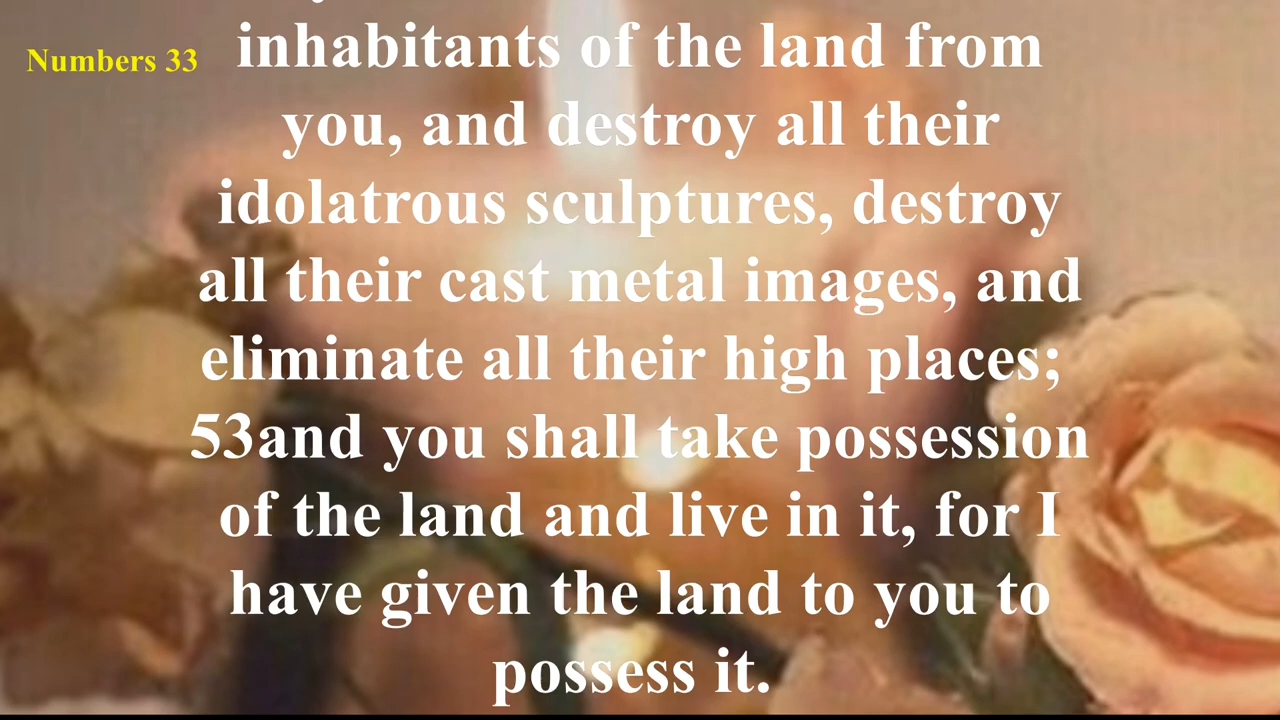 Numbers 33
inhabitants of the land from
you, and destroy all their
idolatrous sculptures, destroy
all their cast metal images, and
eliminate all their high places;
53and you shall take possession
of the land and live in it, for I
have given the land to you to
possess it.